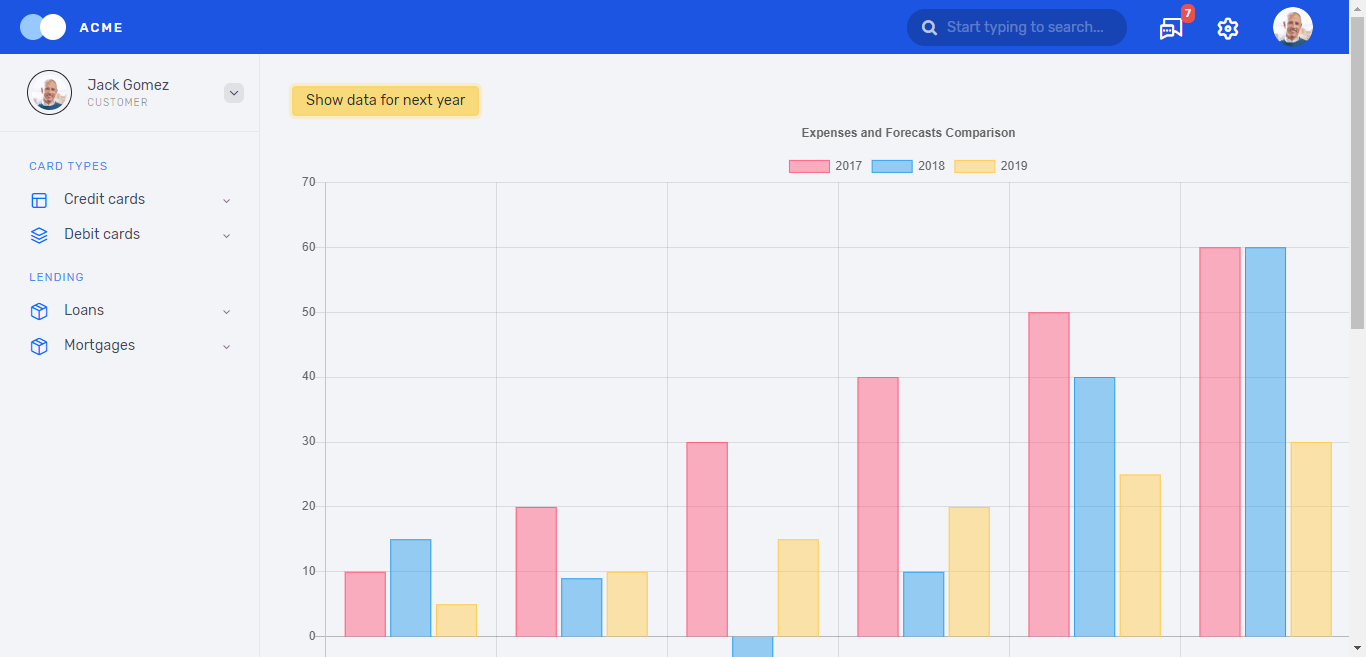 ACME
Start typing to search...
7
Jack Gomez
CUSTOMER
CARD TYPES
Credit cards
Debit cards
LENDING
Loans
Mortgages
Show data for next year
Expenses and Forecasts Comparison
2017 2018 2019
70
60
50
40
30
20
10
0